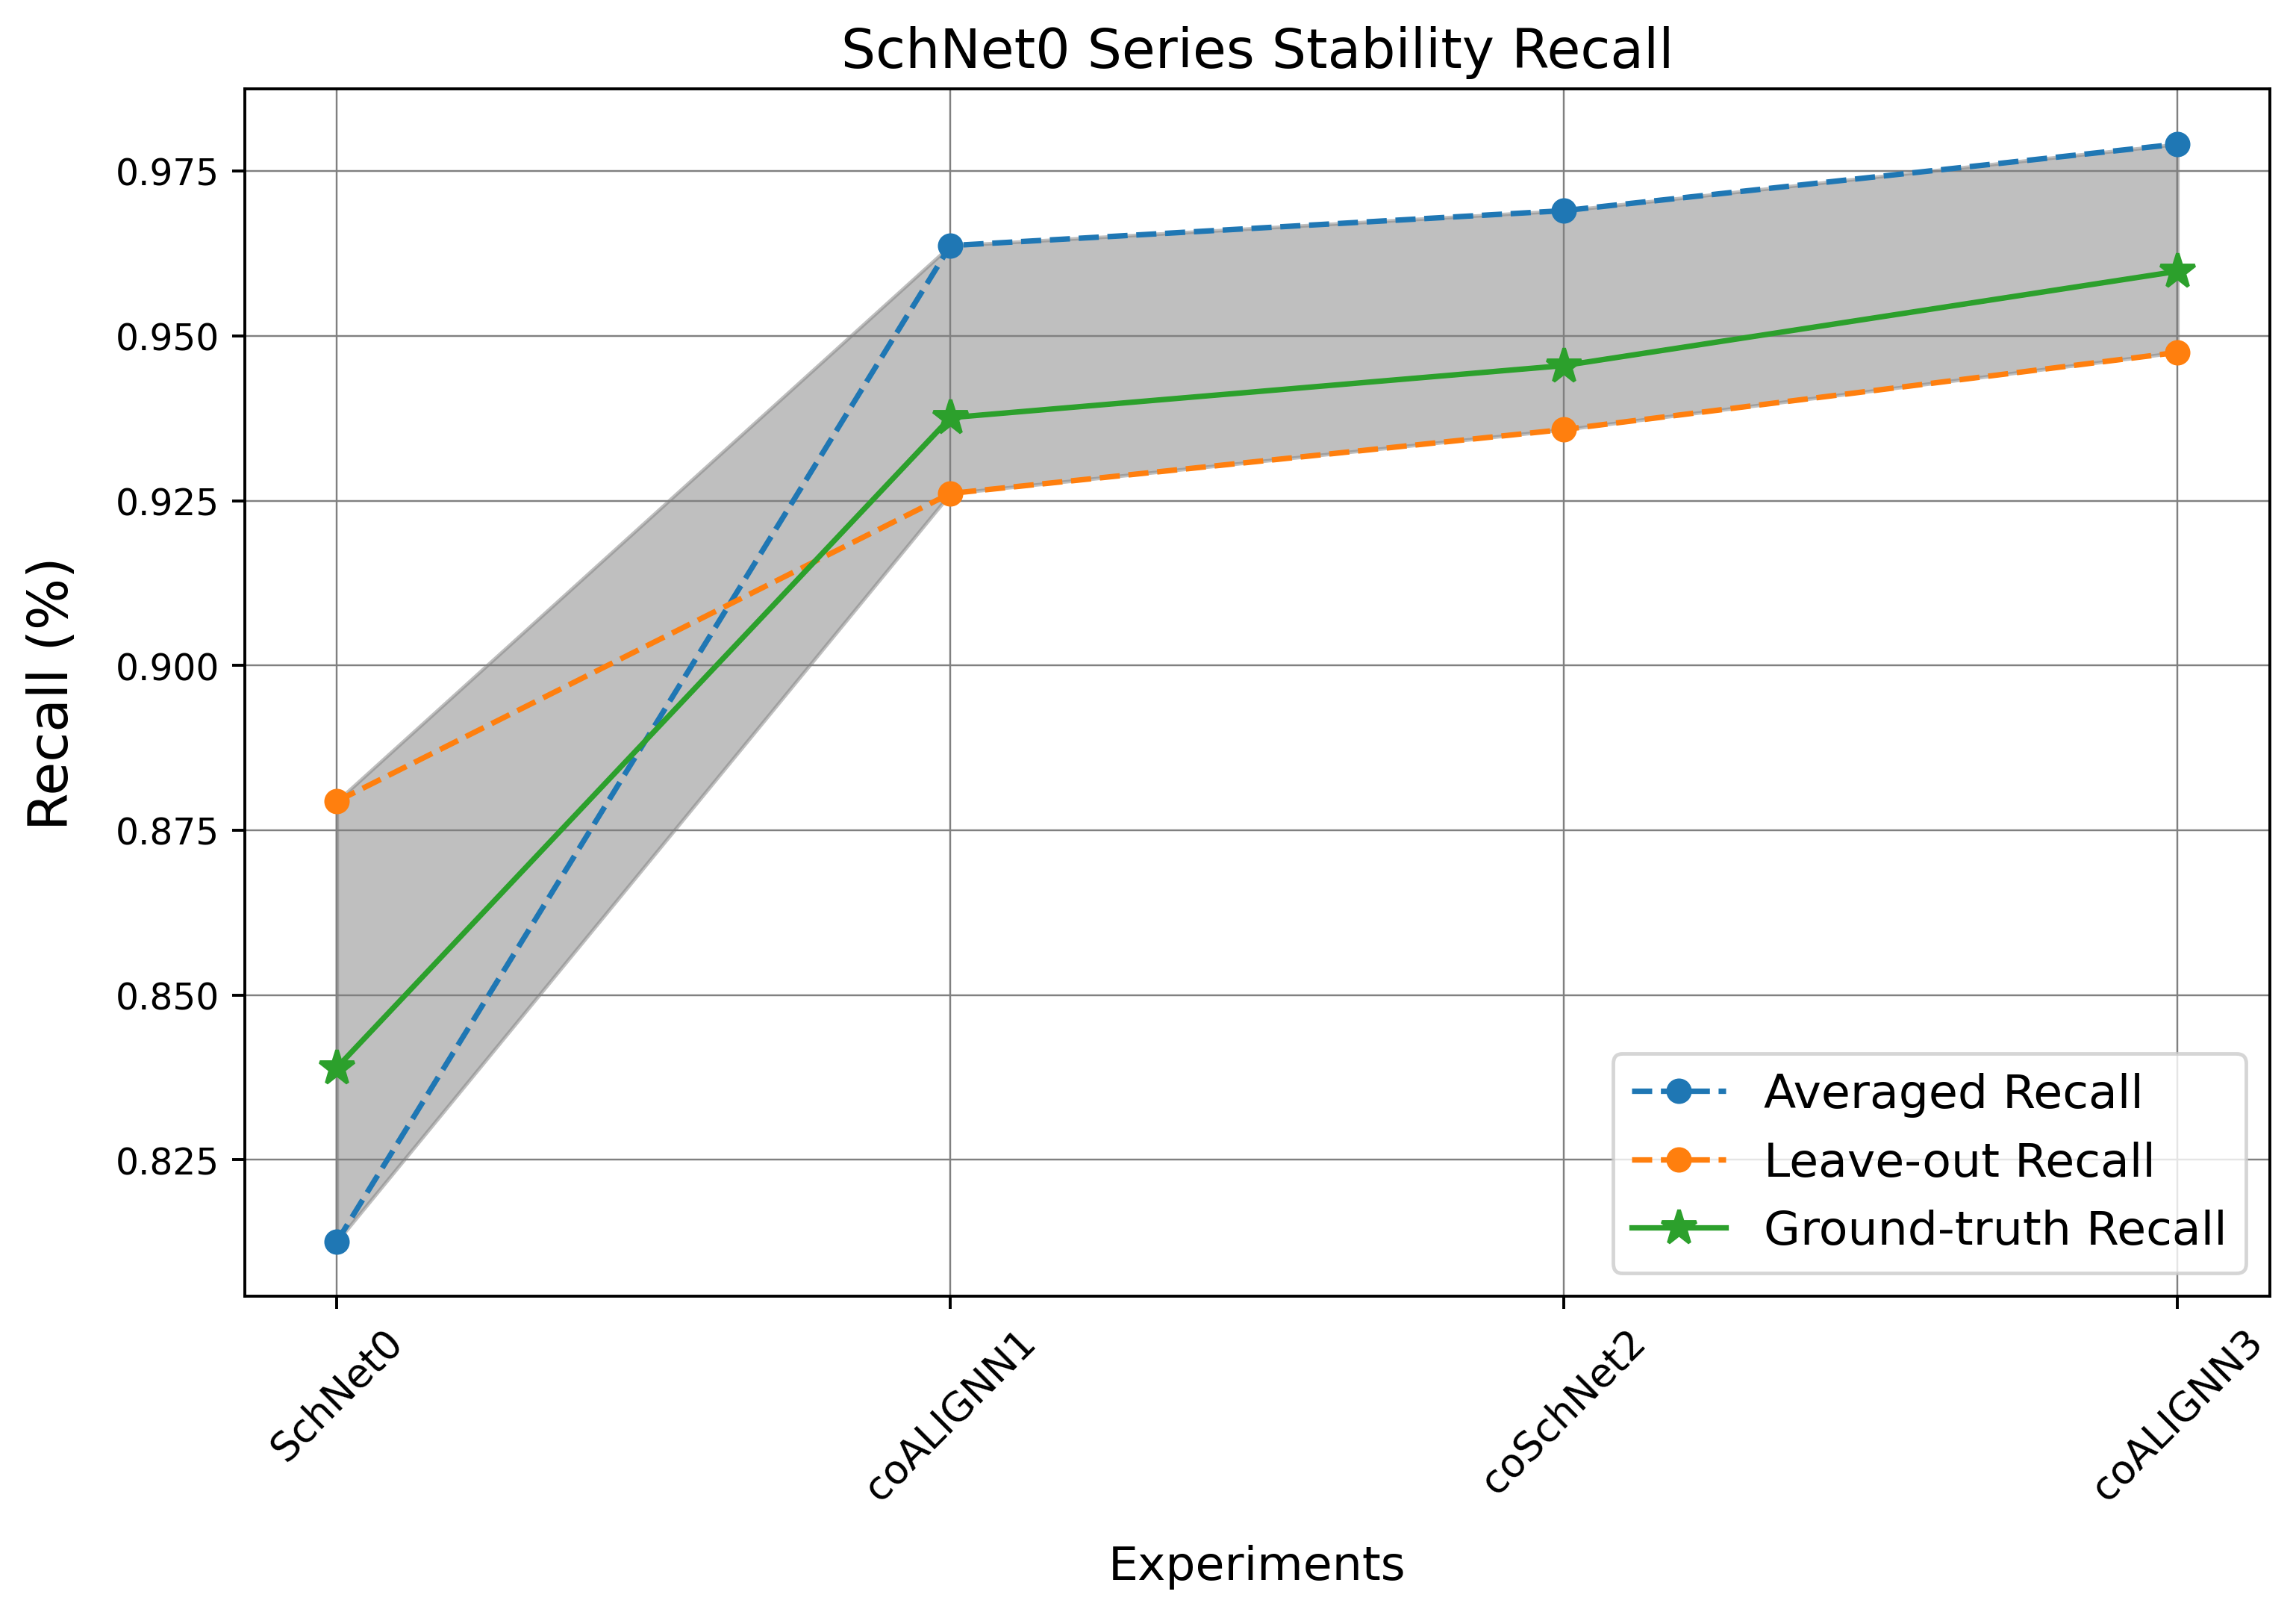 SchNet0 Series Stability Recall
Recall (%)
0.975
0.950
0.925
0.900
0.875
0.850
0.825
Averaged Recall
Leave-out Recall
Ground-truth Recall
SchNet0
coALIGNN1
coSchNet2
coALIGNN3
Experiments